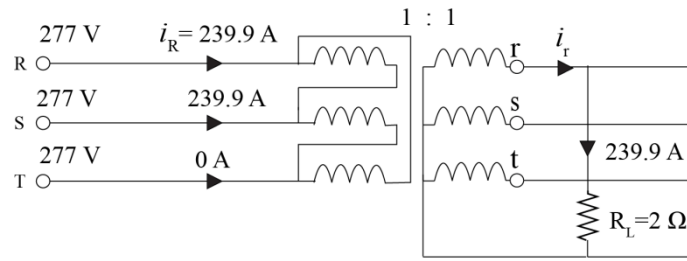 1 : 1
277 V
i_R= 239.9 A
R
r
i_r
277 V
239.9 A
S
s
277 V
0 A
T
t
239.9 A
R_L=2 Ω